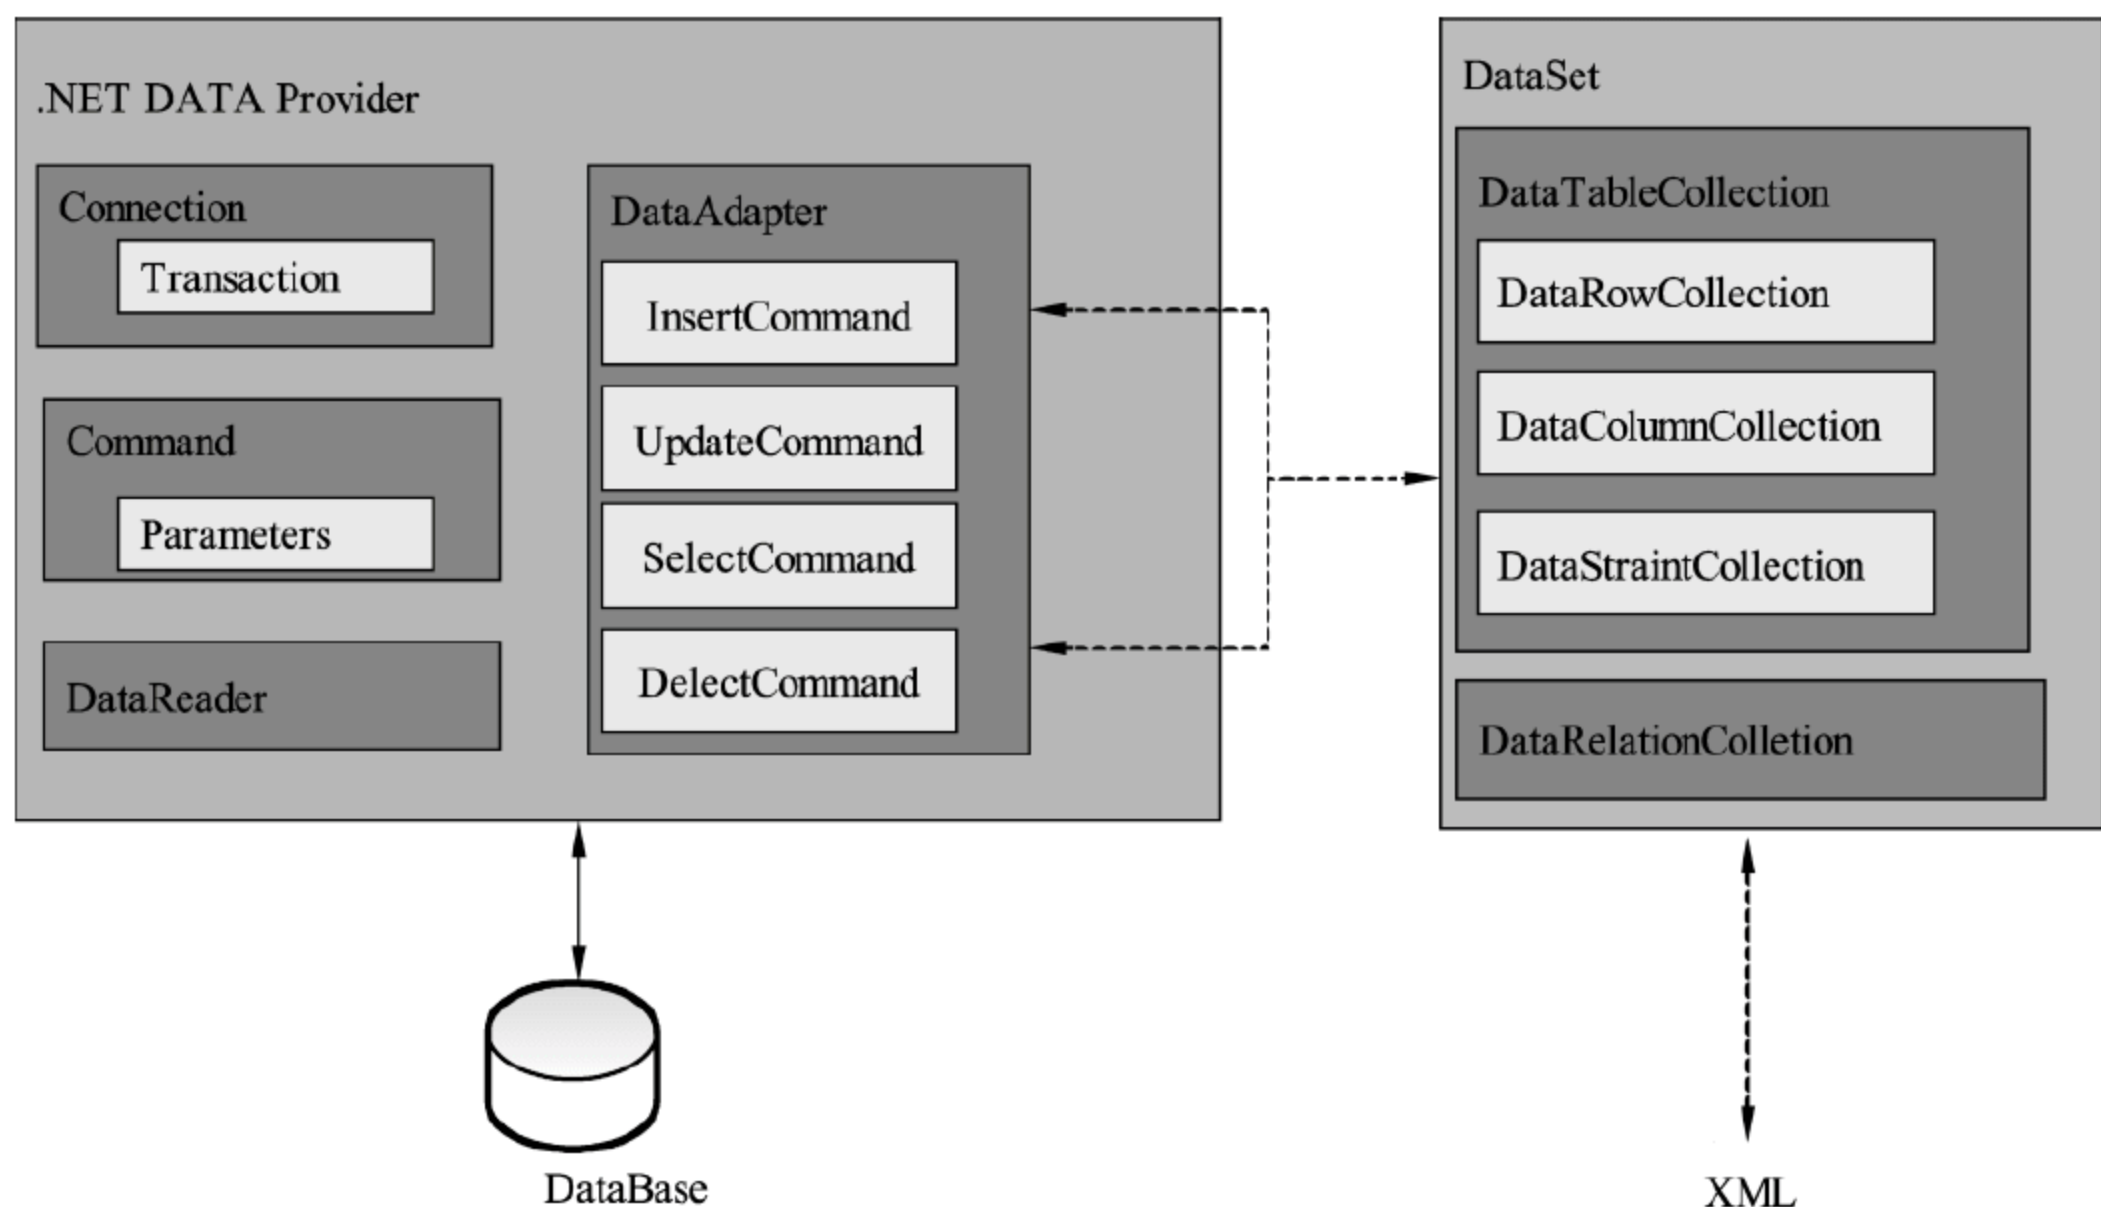 .NET DATA Provider
Connection
Transaction
Command
Parameters
DataReader
DataAdapter
InsertCommand
UpdateCommand
SelectCommand
DelectCommand
DataSet
DataTableCollection
DataRowCollection
DataColumnCollection
DataStraintCollection
DataRelationColletion
DataBase
XML